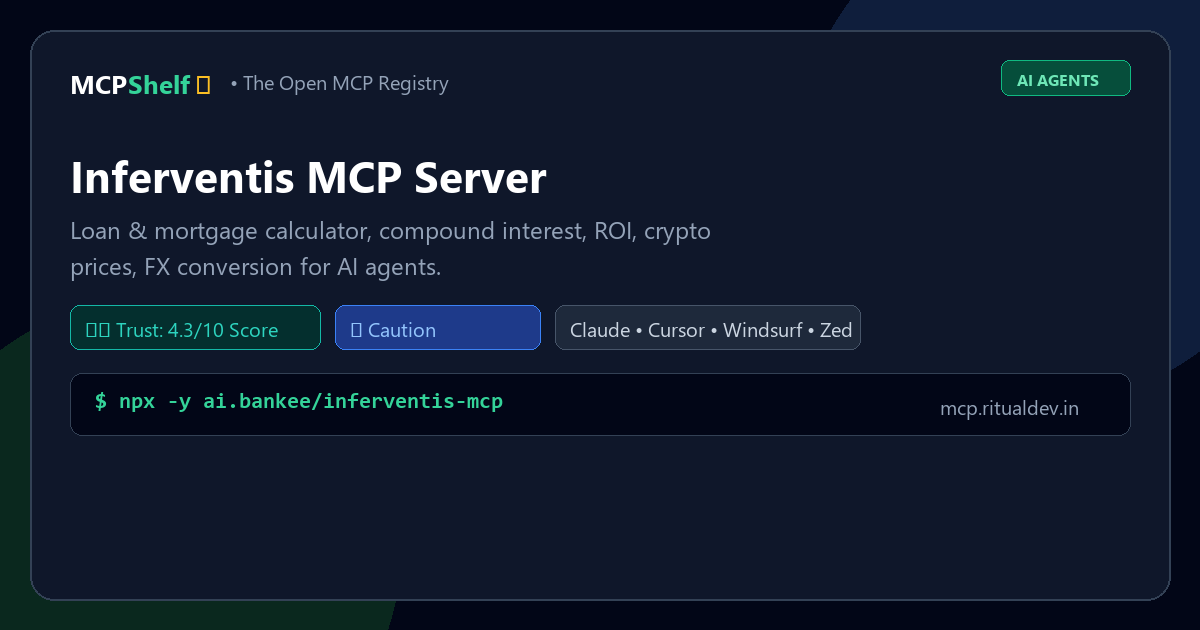 MCPShelf • The Open MCP Registry
AI AGENTS
Inferventis MCP Server
Loan & mortgage calculator, compound interest, ROI, crypto
prices, FX conversion for AI agents.
Trust: 4.3/10 Score
Caution
Claude • Cursor • Windsurf • Zed
$ npx -y ai.bankee/inferventis-mcp
mcp.ritualdev.in